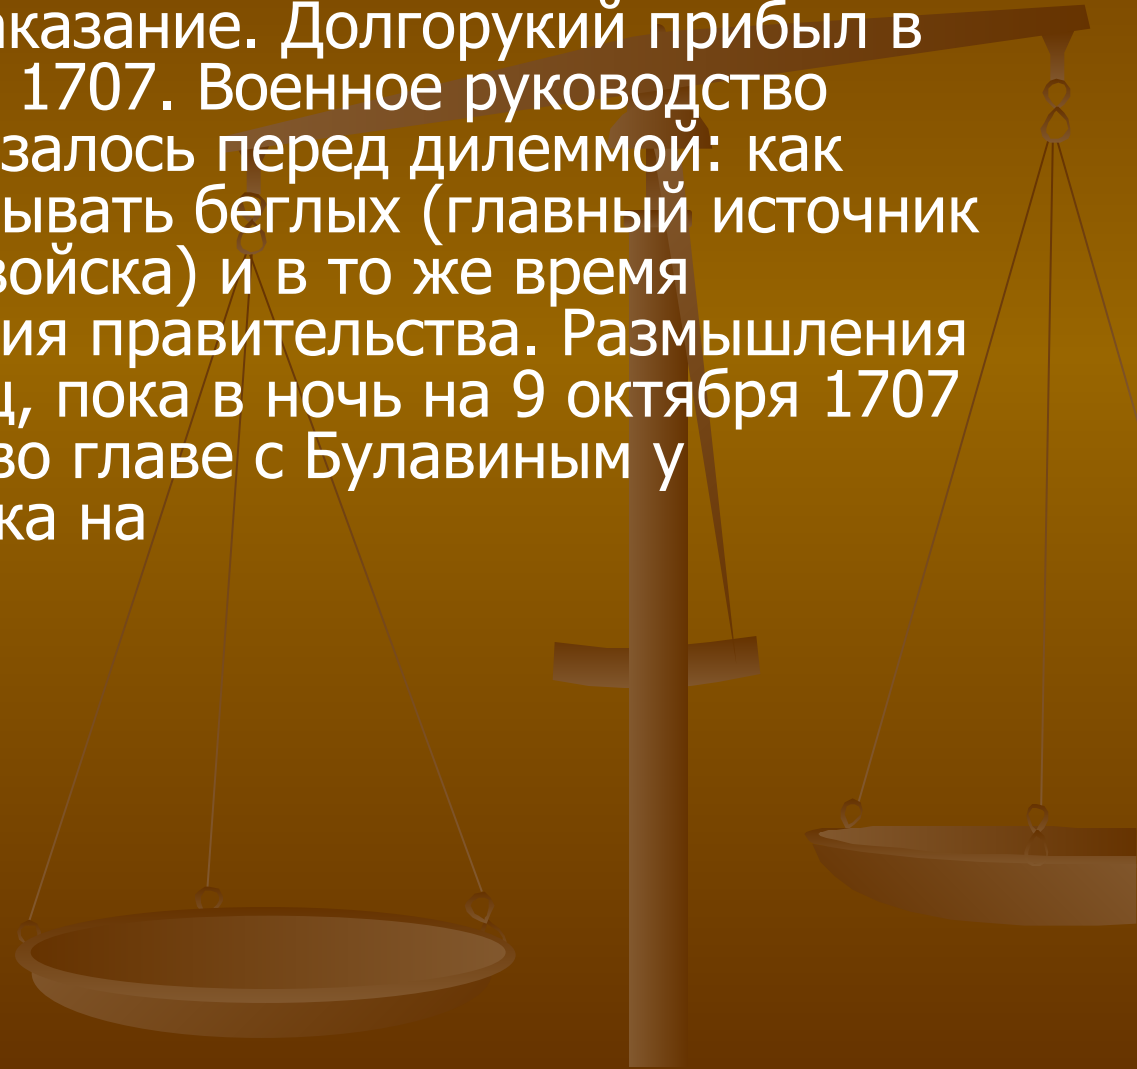 аказание. Долгорукий прибыл в
1707. Военное руководство
залось перед дилеммой: как
ывать беглых (главный источник
войска) и в то же время
ия правительства. Размышления
ц, пока в ночь на 9 октября 1707
во главе с Булавиным у
ка на